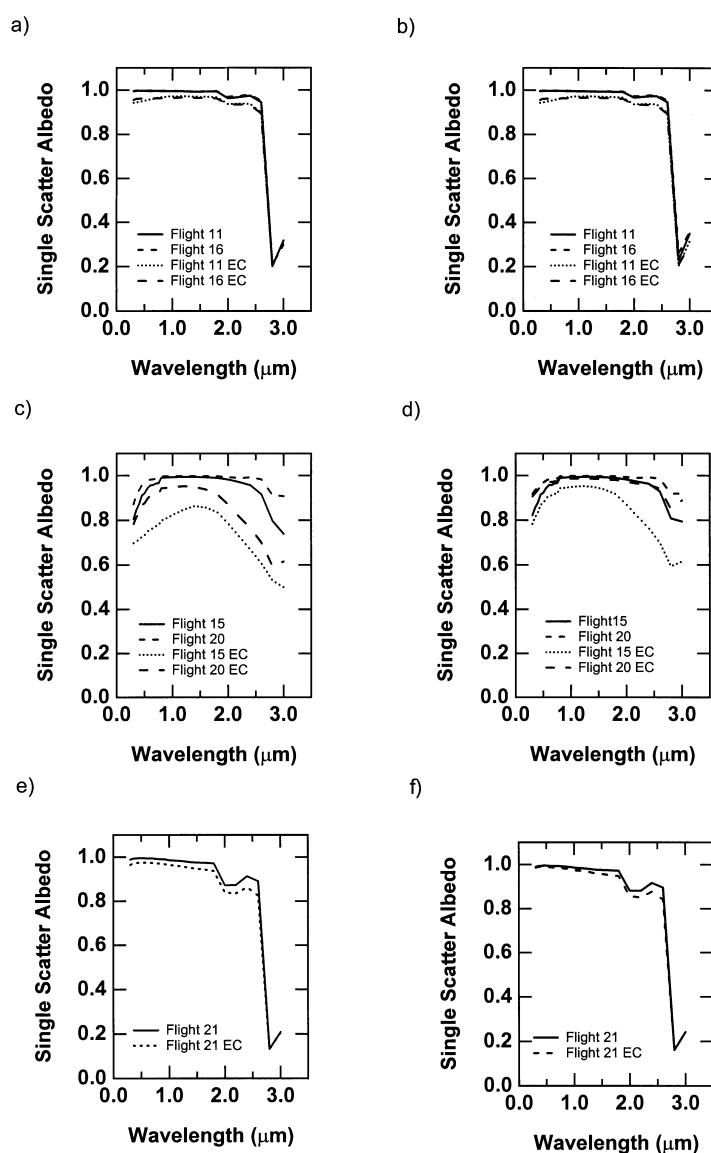 a)
1.0
0.8
0.6
0.4
0.2
0.0
Single Scatter Albedo
Flight 11
Flight 16
Flight 11 EC
Flight 16 EC
0.0 1.0 2.0 3.0
Wavelength (μm)
b)
1.0
0.8
0.6
0.4
0.2
0.0
Single Scatter Albedo
Flight 11
Flight 16
Flight 11 EC
Flight 16 EC
0.0 1.0 2.0 3.0
Wavelength (μm)
c)
1.0
0.8
0.6
0.4
0.2
0.0
Single Scatter Albedo
Flight 15
Flight 20
Flight 15 EC
Flight 20 EC
0.0 1.0 2.0 3.0
Wavelength (μm)
d)
1.0
0.8
0.6
0.4
0.2
0.0
Single Scatter Albedo
Flight15
Flight 20
Flight 15 EC
Flight 20 EC
0.0 1.0 2.0 3.0
Wavelength (μm)
e)
1.0
0.8
0.6
0.4
0.2
0.0
Single Scatter Albedo
Flight 21
Flight 21 EC
0.0 1.0 2.0 3.0
Wavelength (μm)
f)
1.0
0.8
0.6
0.4
0.2
0.0
Single Scatter Albedo
Flight 21
Flight 21 EC
0.0 1.0 2.0 3.0
Wavelength (μm)